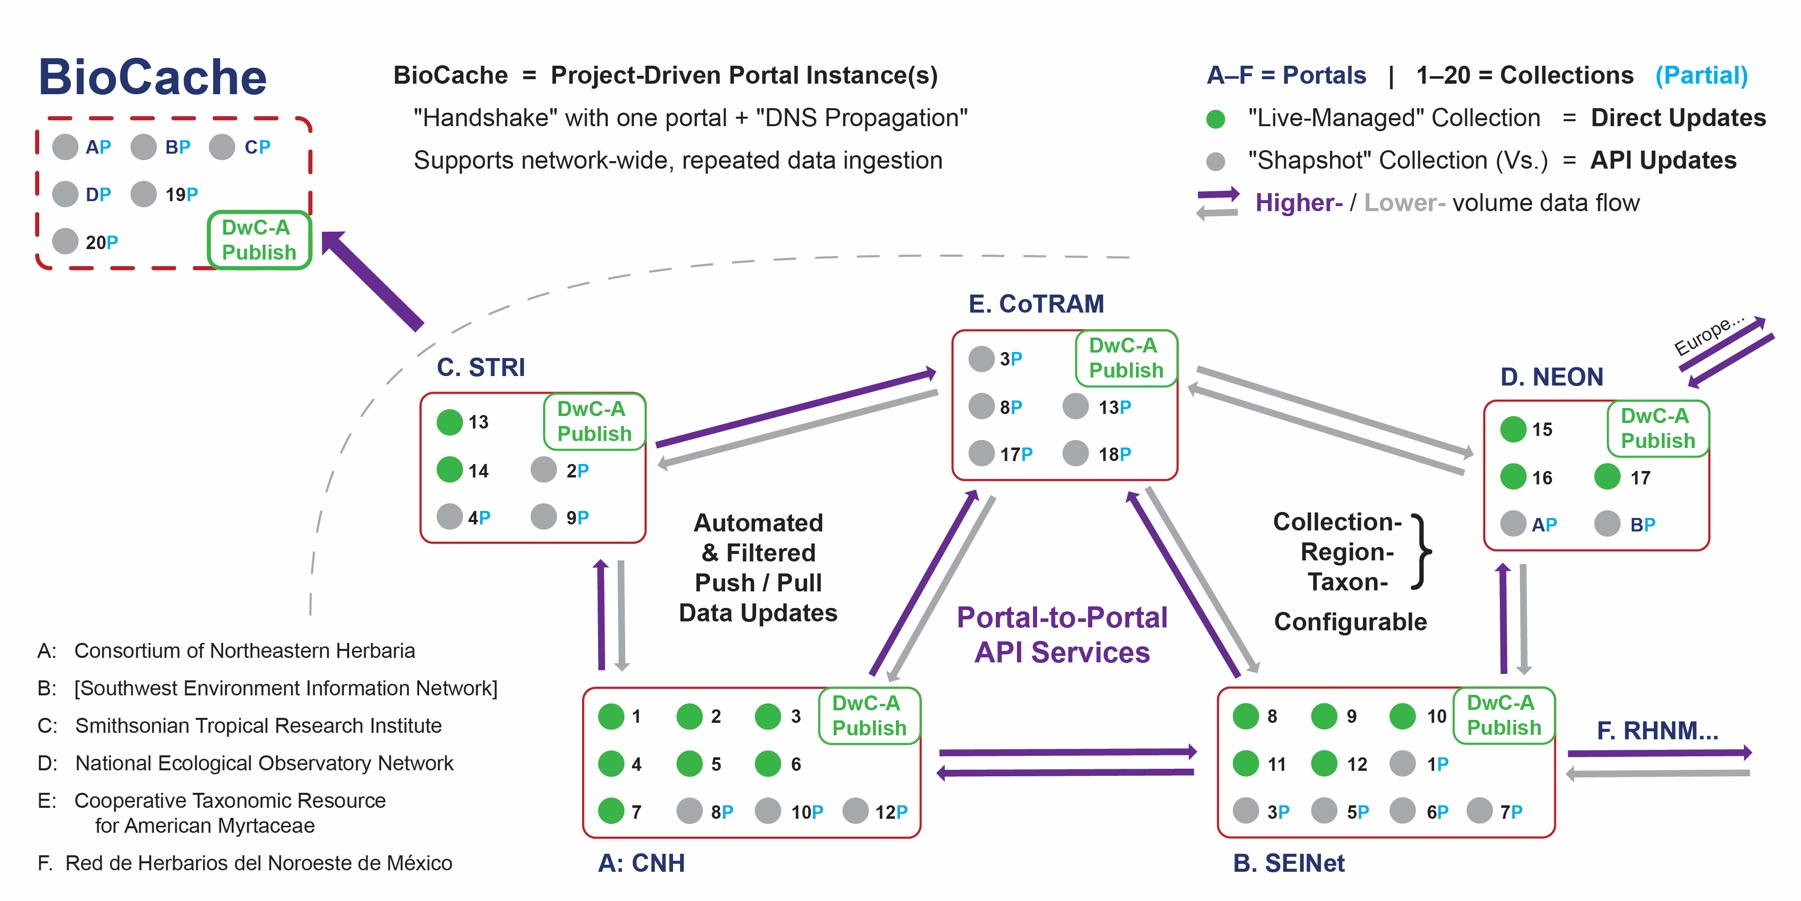 BioCache
AP BP CP
DP 19P
20P
DwC-A
Publish
BioCache = Project-Driven Portal Instance(s)
"Handshake" with one portal + "DNS Propagation"
Supports network-wide, repeated data ingestion
A–F = Portals | 1–20 = Collections (Partial)
"Live-Managed" Collection = Direct Updates
"Shapshot" Collection (Vs.) = API Updates
Higher- / Lower- volume data flow
C. STRI
13
14 2P
4P 9P
DwC-A
Publish
E. CoTRAM
3P
8P 13P
17P 18P
DwC-A
Publish
Europe...
D. NEON
15
16 17
AP BP
DwC-A
Publish
Automated
& Filtered
Push / Pull
Data Updates
Portal-to-Portal
API Services
Collection-
Region-
Taxon-
Configurable
1 2 3
4 5 6
7 8P 10P 12P
DwC-A
Publish
A: CNH
8 9 10
11 12 1P
3P 5P 6P 7P
DwC-A
Publish
B. SEINet
F. RHNM...
A: Consortium of Northeastern Herbaria
B: [Southwest Environment Information Network]
C: Smithsonian Tropical Research Institute
D: National Ecological Observatory Network
E: Cooperative Taxonomic Resource
for American Myrtaceae
F. Red de Herbarios del Noroeste de México